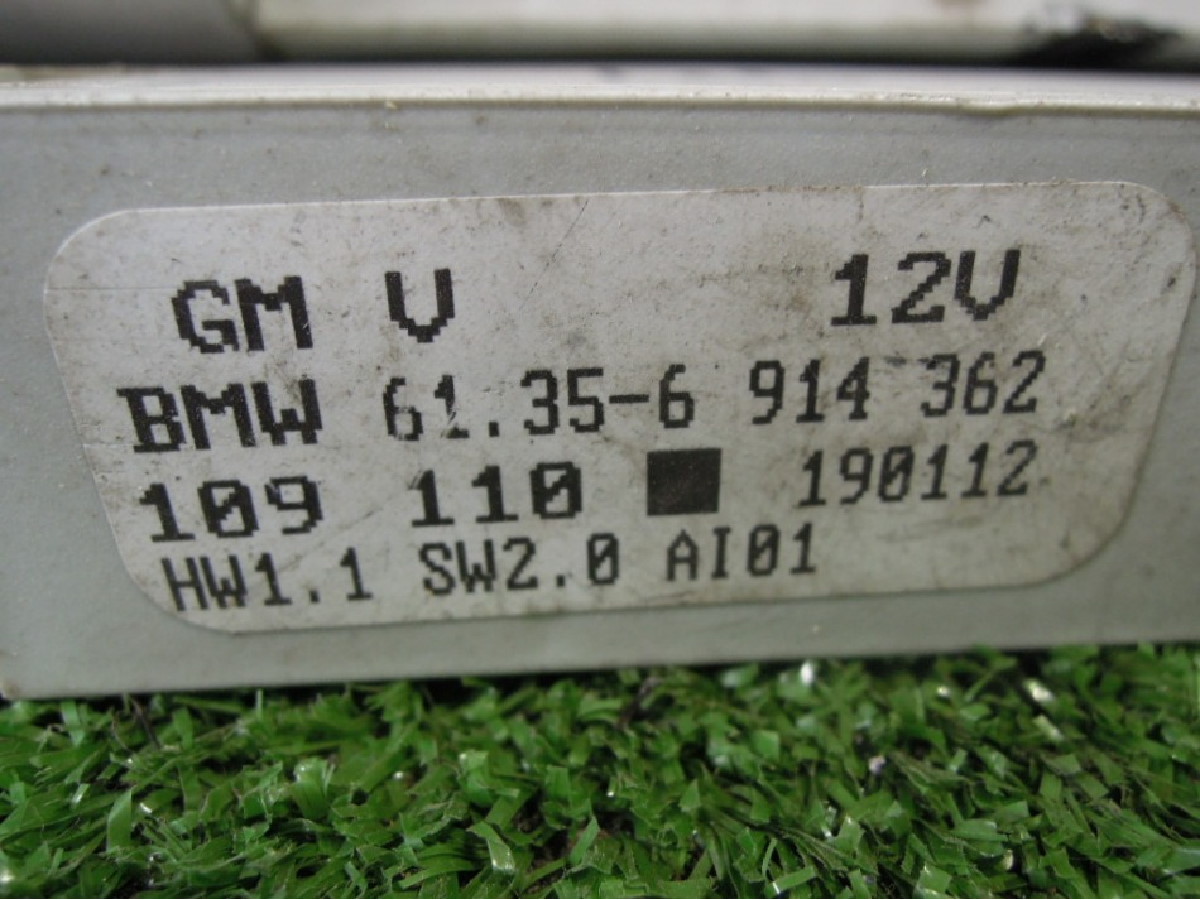 GM V 12V
BMW 61.35-6 914 362
109 110 ■ 190112
HW1.1 SW2.0 AI01